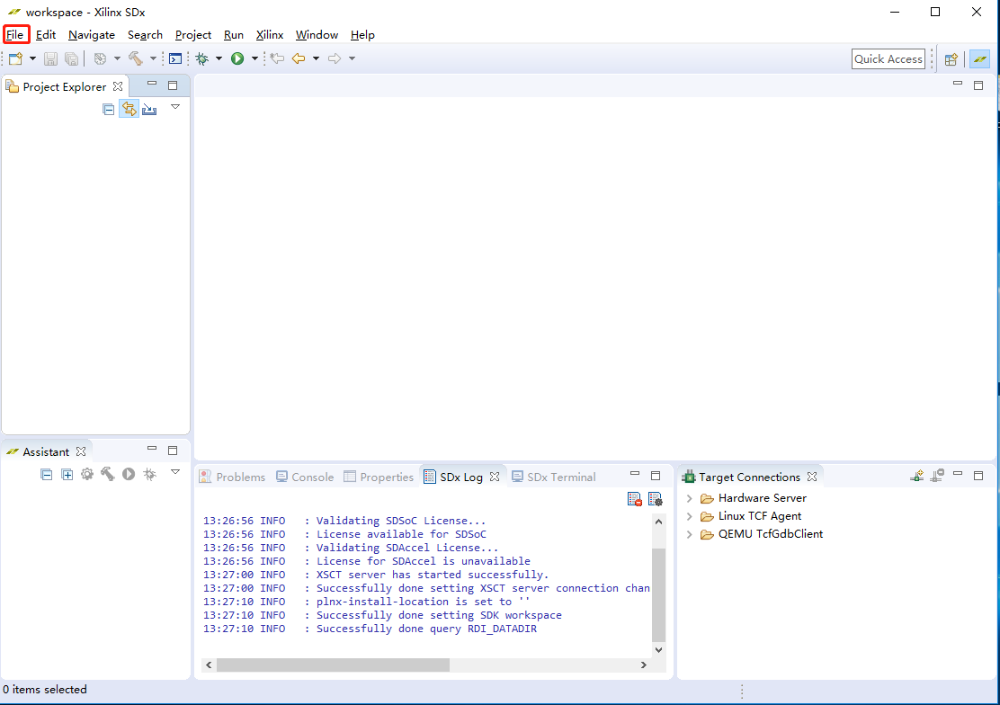 workspace - Xilinx SDx
File Edit Navigate Search Project Run Xilinx Window Help
Quick Access
Project Explorer
Assistant
Problems Console Properties SDx Log SDx Terminal
13:26:56 INFO : Validating SDSoC License...
13:26:56 INFO : License available for SDSoC
13:26:56 INFO : Validating SDAccel License...
13:26:56 INFO : License for SDAccel is unavailable
13:27:00 INFO : XSCT server has started successfully.
13:27:00 INFO : Successfully done setting XSCT server connection chan
13:27:10 INFO : plnx-install-location is set to ''
13:27:10 INFO : Successfully done setting SDK workspace
13:27:10 INFO : Successfully done query RDI_DATADIR
Target Connections
Hardware Server
Linux TCF Agent
QEMU TcfGdbClient
0 items selected